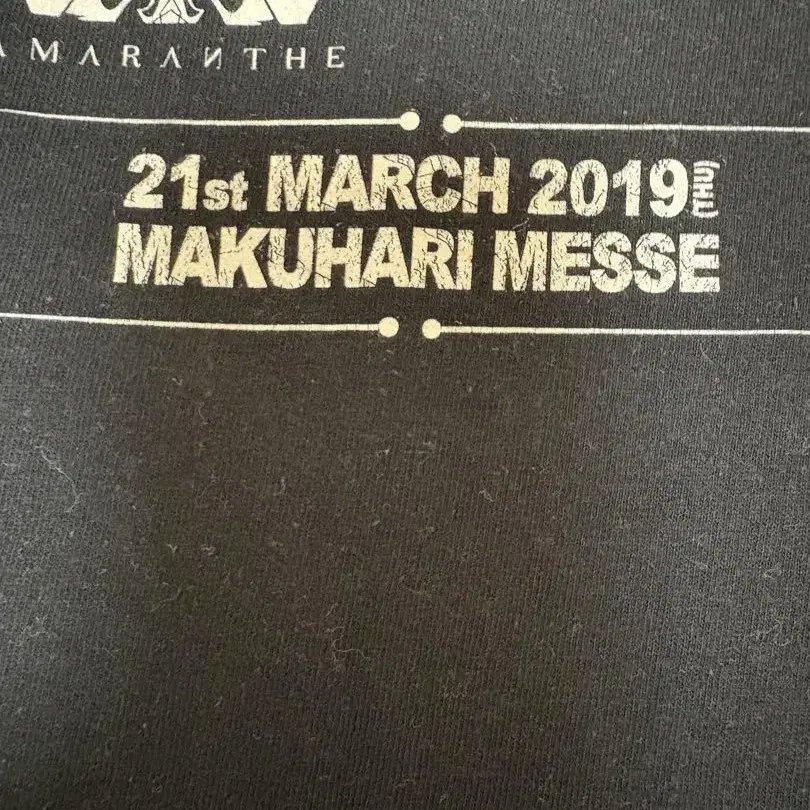 AMARANTHE
21st MARCH 2019(THU)
MAKUHARI MESSE